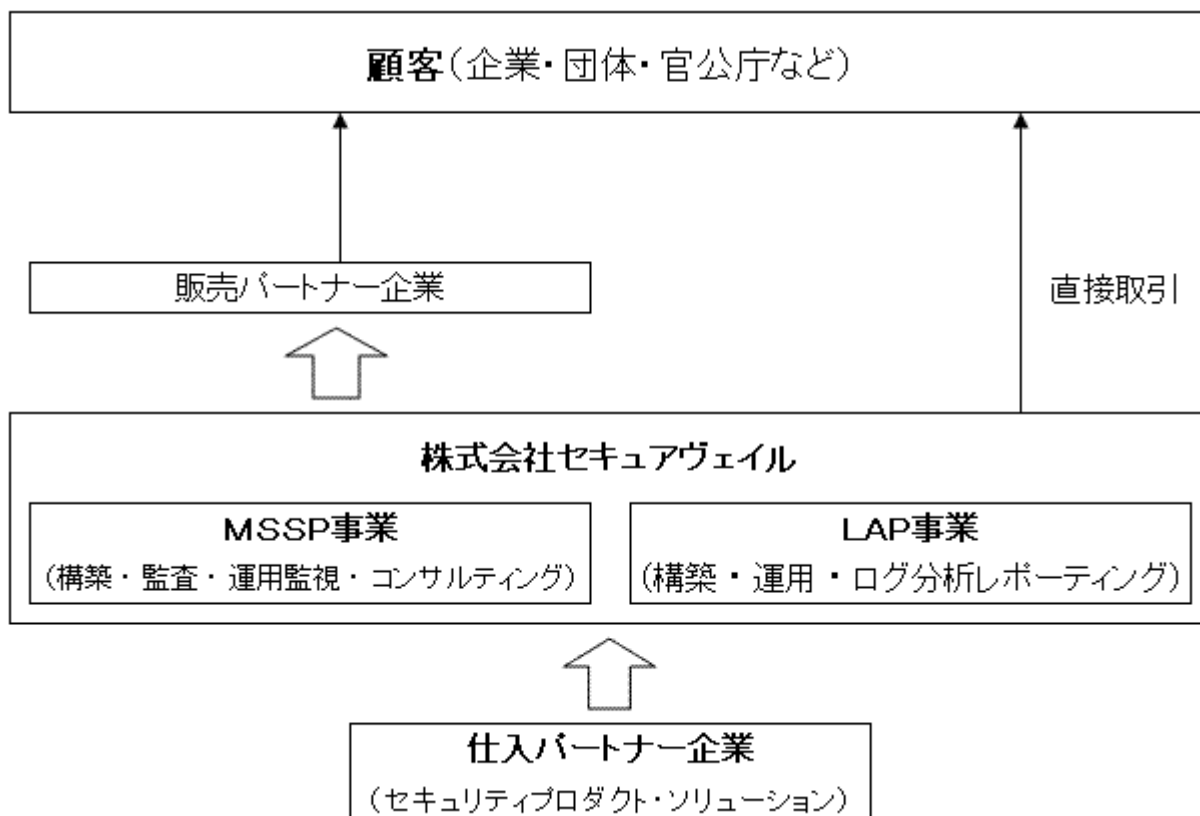 顧客（企業・団体・官公庁など）
販売パートナー企業
直接取引
株式会社セキュアヴェイル
ＭＳＳＰ事業
（構築・監査・運用監視・コンサルティング）
ＬＡＰ事業
（構築・運用・ログ分析レポーティング）
仕入パートナー企業
（セキュリティプロダクト・ソリューション）